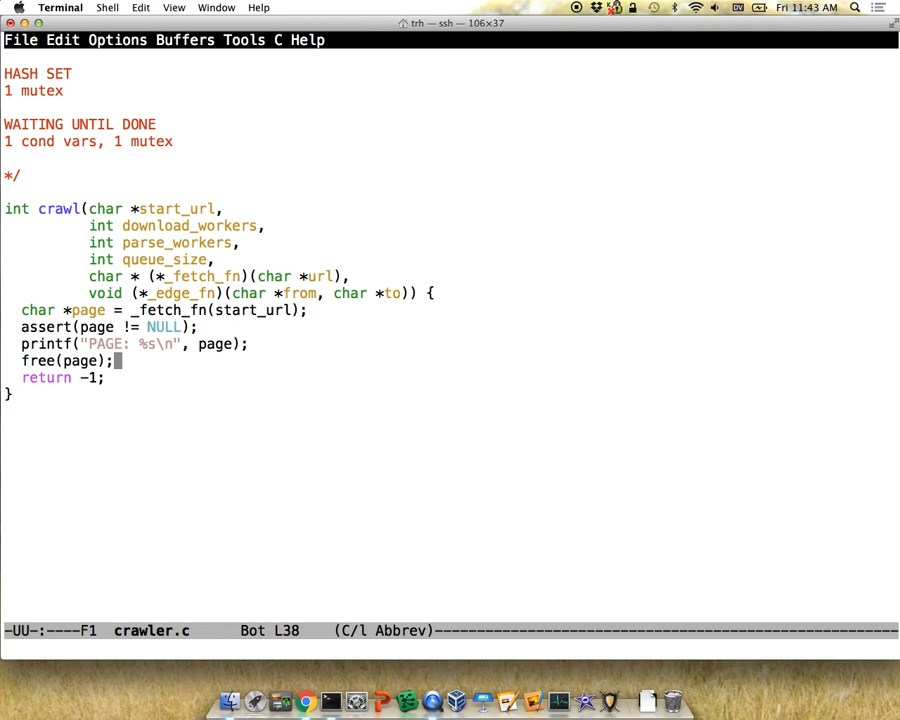 Terminal Shell Edit View Window Help DV Fri 11:43 AM
trh — ssh — 106×37
File Edit Options Buffers Tools C Help
HASH SET
1 mutex
WAITING UNTIL DONE
1 cond vars, 1 mutex
*/
int crawl(char *start_url,
int download_workers,
int parse_workers,
int queue_size,
char * (*_fetch_fn)(char *url),
void (*_edge_fn)(char *from, char *to)) {
char *page = _fetch_fn(start_url);
assert(page != NULL);
printf("PAGE: %s\n", page);
free(page);
return -1;
}
-UU-:----F1 crawler.c Bot L38 (C/l Abbrev)-------------------------------------------------------